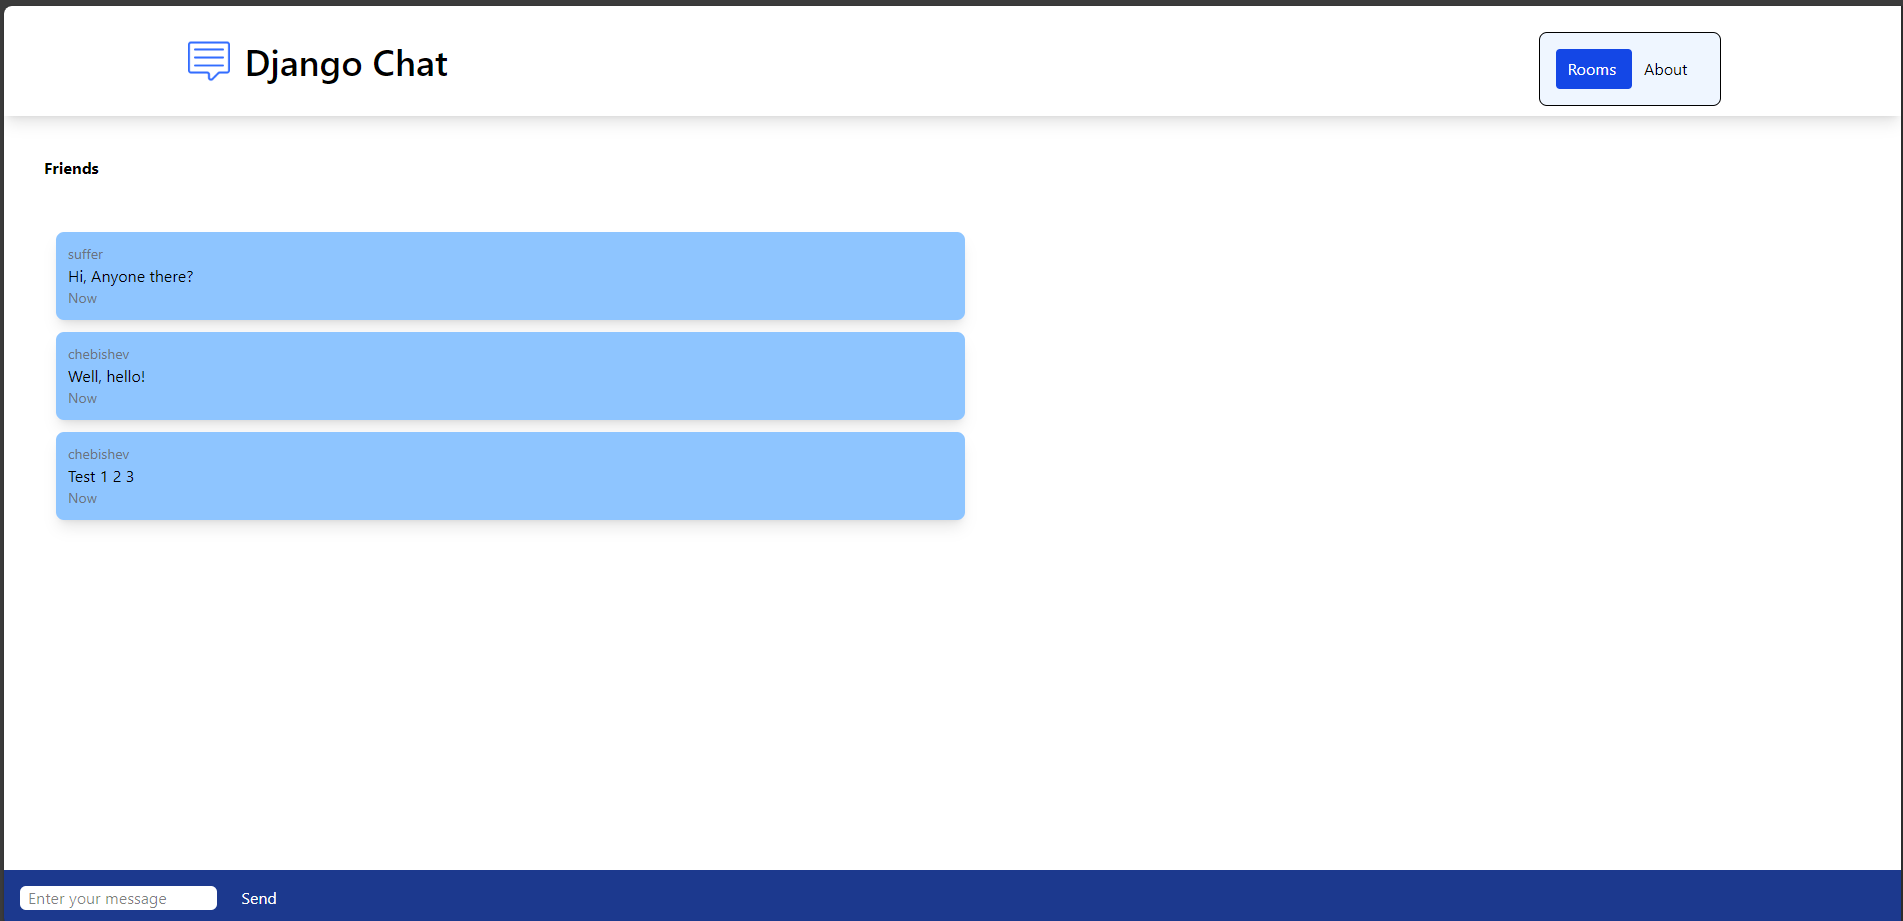 Django Chat
Rooms
About
Friends
suffer
Hi, Anyone there?
Now
chebishev
Well, hello!
Now
chebishev
Test 1 2 3
Now
Enter your message
Send